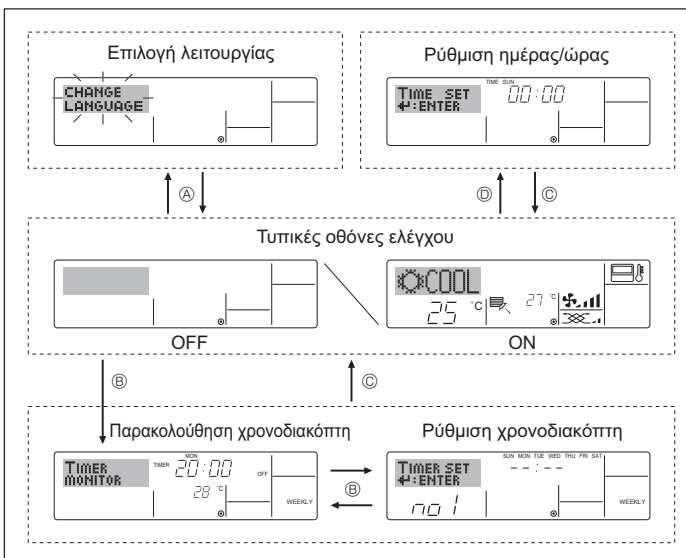 Επιλογή λειτουργίας
CHANGE
LANGUAGE
Ρύθμιση ημέρας/ώρας
TIME SUN
TIME SET 00:00
↵:ENTER
Ⓐ
Ⓓ
Ⓒ
Τυπικές οθόνες ελέγχου
COOL
25 °C
27 °C
OFF
ON
Ⓑ
Ⓒ
Παρακολούθηση χρονοδιακόπτη
MON
TIMER
MONITOR
TIMER 20:00 OFF
28 °C
WEEKLY
Ⓑ
Ρύθμιση χρονοδιακόπτη
SUN MON TUE WED THU FRI SAT
TIMER SET --:--
↵:ENTER
no 1
WEEKLY